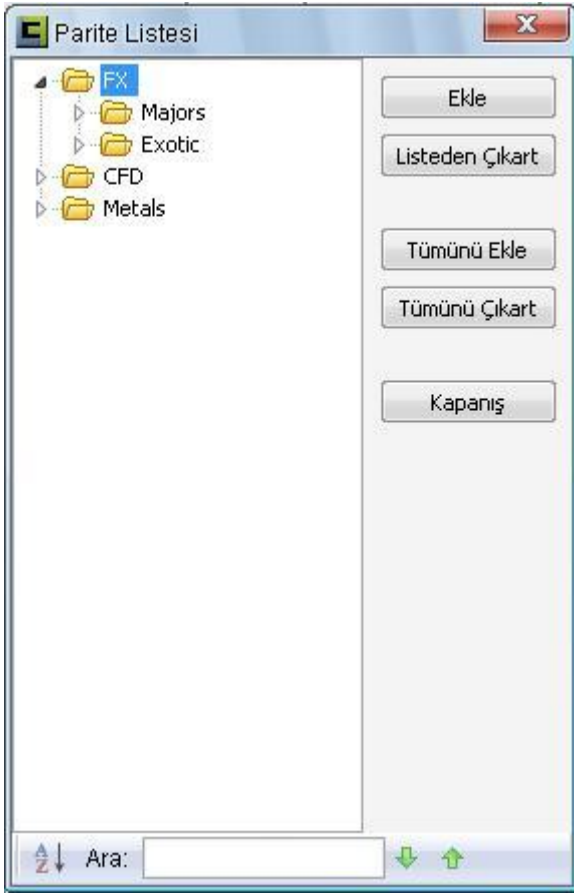 Parite Listesi
FX
Majors
Exotic
CFD
Metals
Ekle
Listeden Çıkart
Tümünü Ekle
Tümünü Çıkart
Kapanış
Ara: